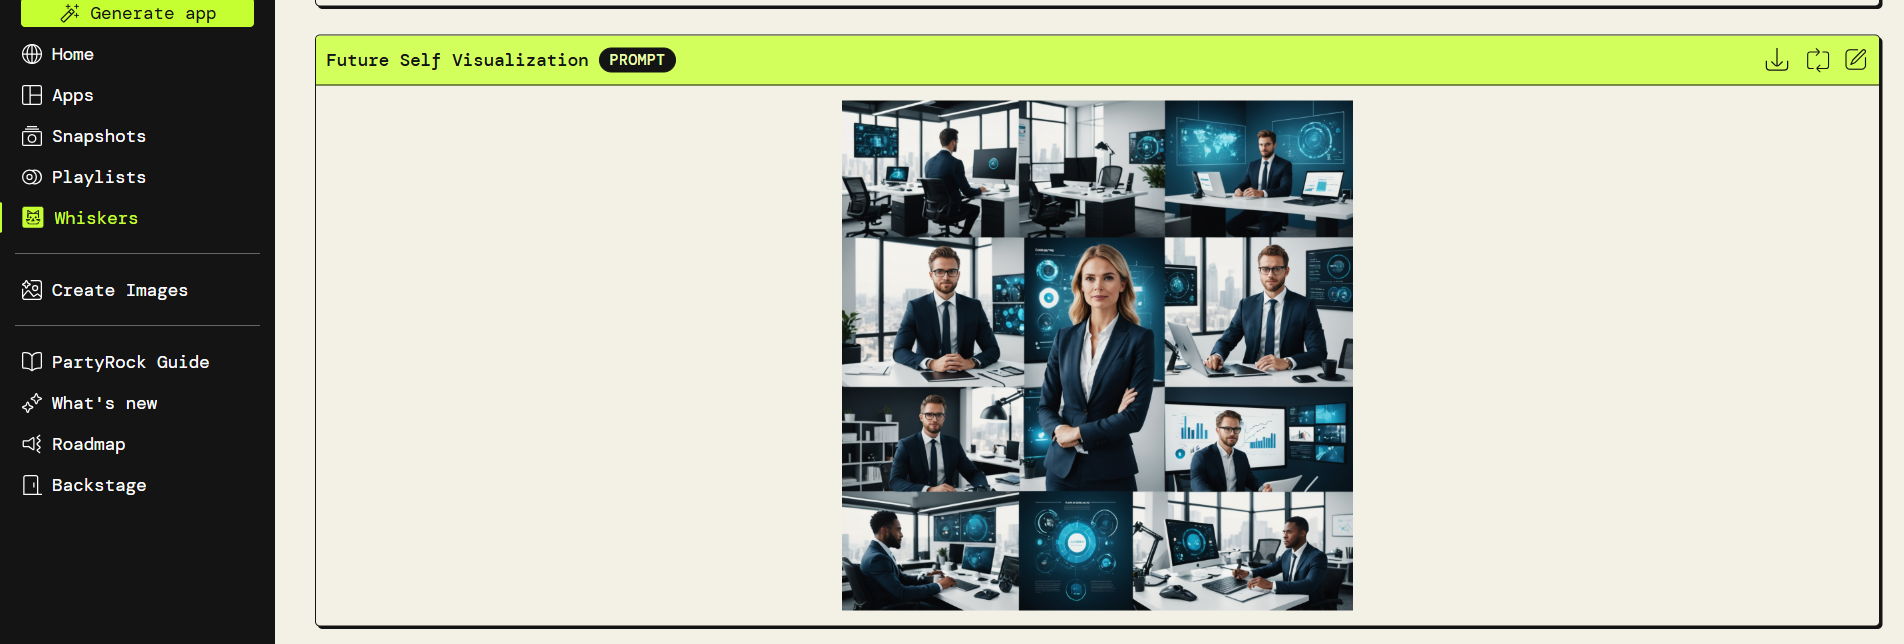 Generate app
Home
Apps
Snapshots
Playlists
Whiskers
Create Images
PartyRock Guide
What's new
Roadmap
Backstage
Future Self Visualization PROMPT